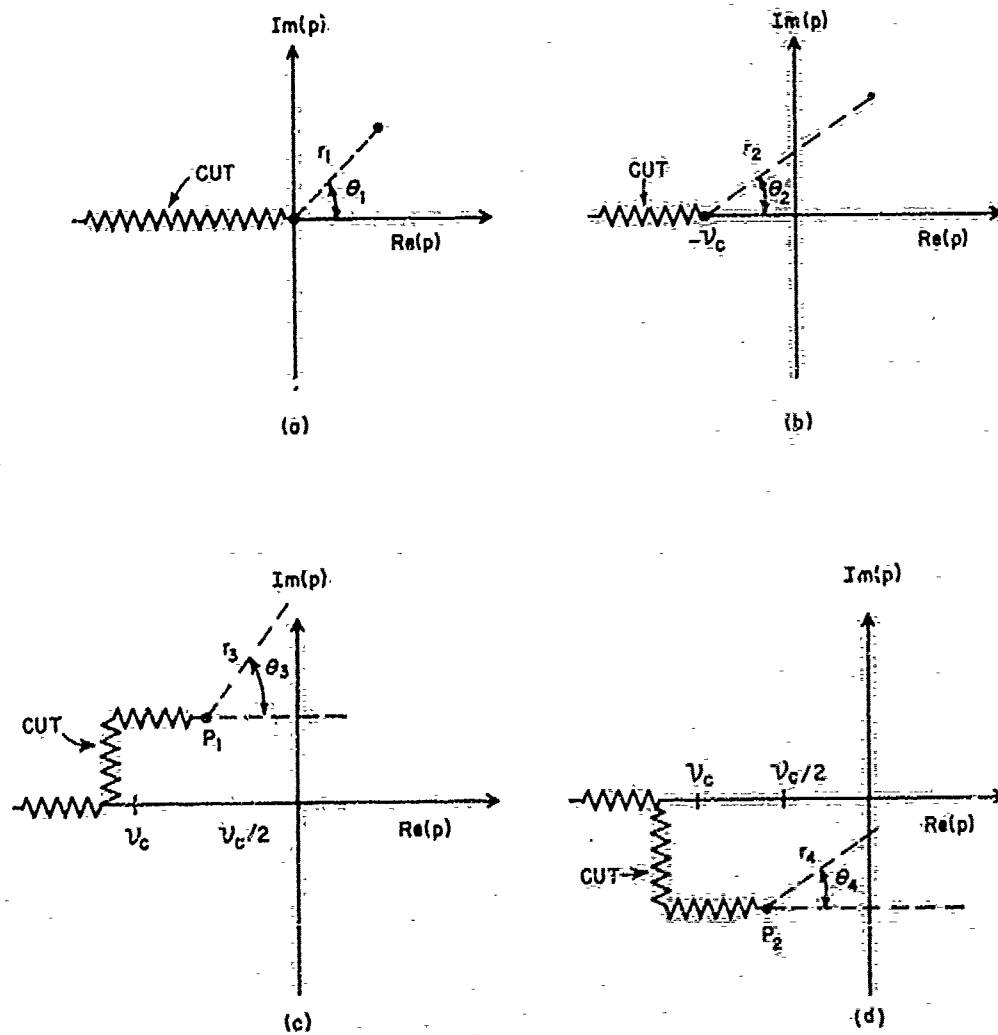 Im(p)
CUT
r1
θ1
Re(p)
(a)
Im(p)
CUT
r2
θ2
-νc
Re(p)
(b)
Im(p)
r3
θ3
CUT
P1
νc
νc/2
Re(p)
(c)
Im(p)
νc
νc/2
Re(p)
r4
θ4
CUT
P2
(d)